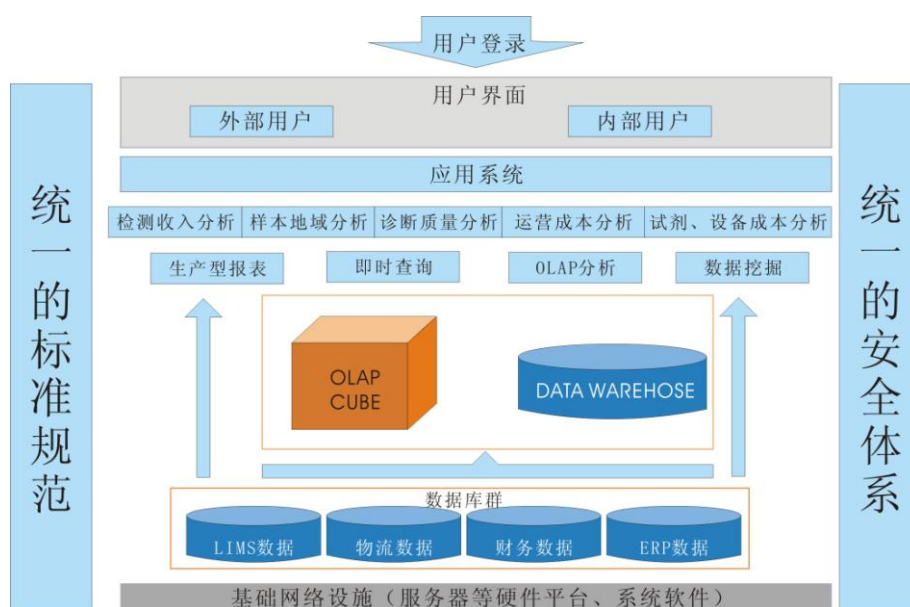 用户登录
用户界面
外部用户
内部用户
应用系统
检测收入分析
样本地域分析
诊断质量分析
运营成本分析
试剂、设备成本分析
生产型报表
即时查询
OLAP分析
数据挖掘
OLAP
CUBE
DATA WAREHOSE
数据库群
LIMS数据
物流数据
财务数据
ERP数据
基础网络设施（服务器等硬件平台、系统软件）
统一的标准规范
统一的安全体系